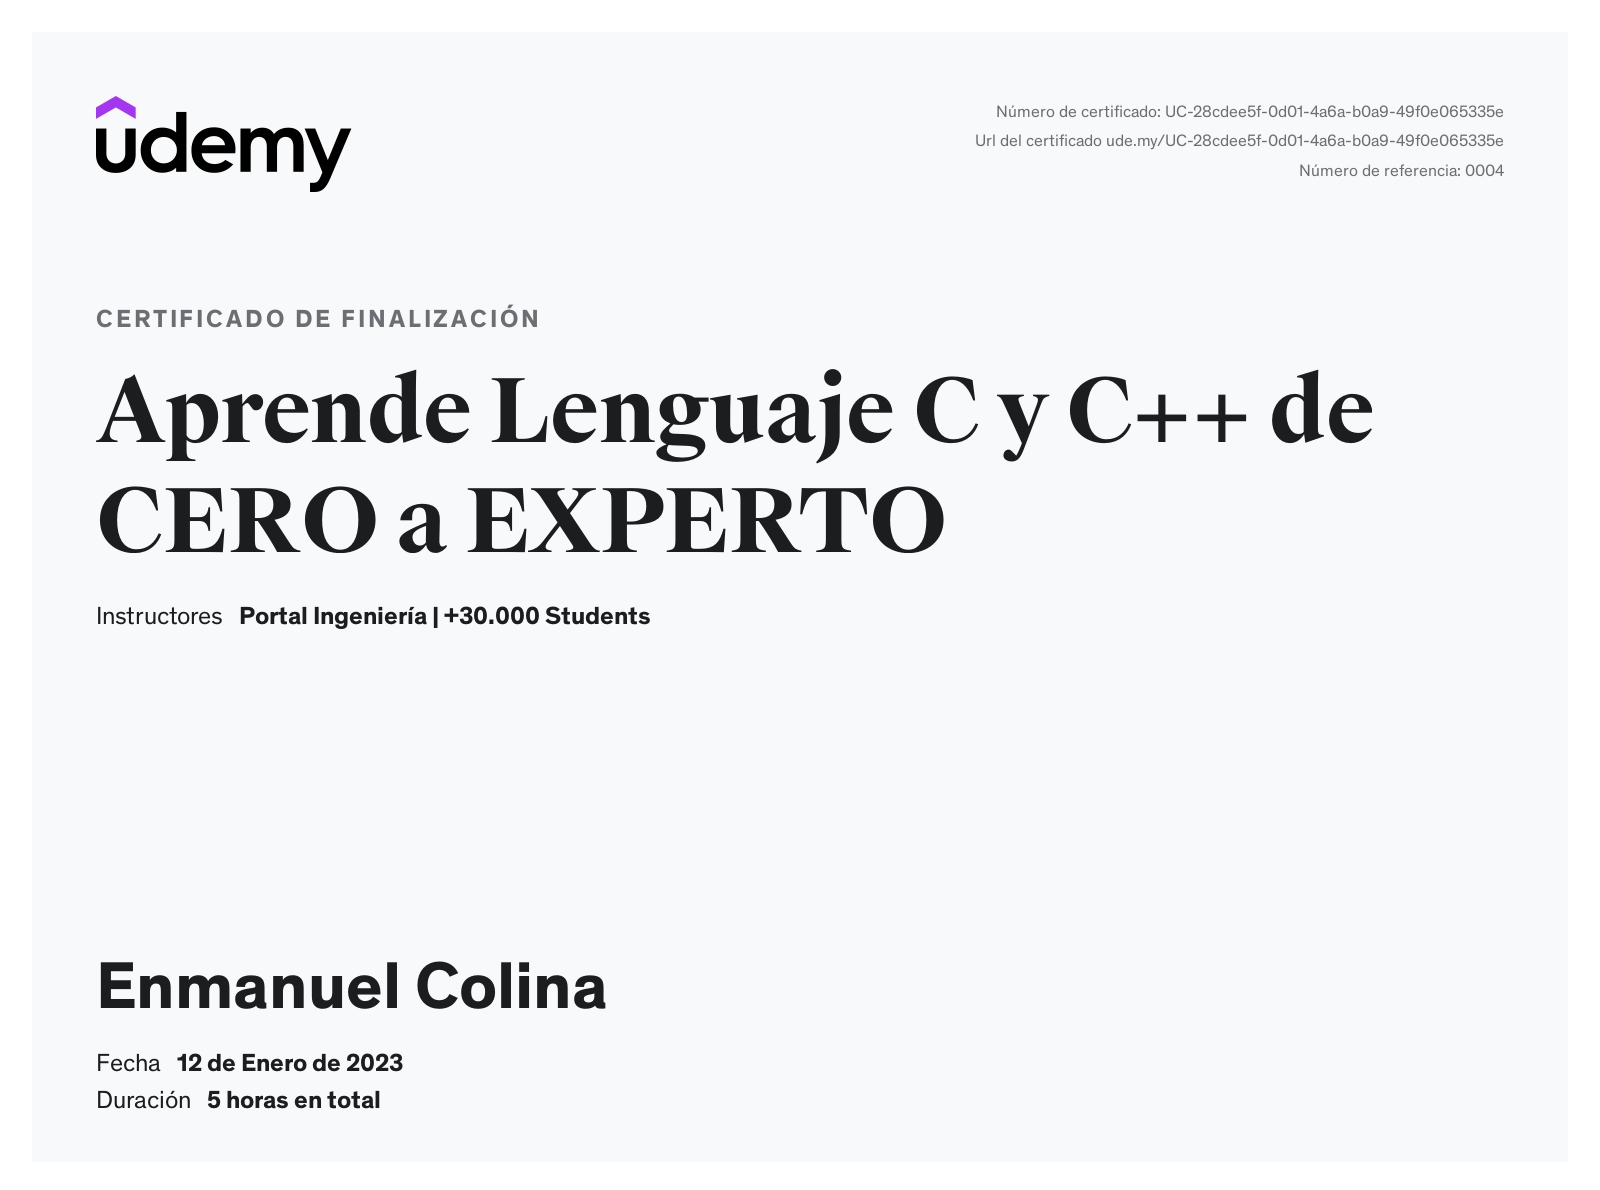 udemy
Número de certificado: UC-28cdee5f-0d01-4a6a-b0a9-49f0e065335e
Url del certificado ude.my/UC-28cdee5f-0d01-4a6a-b0a9-49f0e065335e
Número de referencia: 0004
CERTIFICADO DE FINALIZACIÓN
Aprende Lenguaje C y C++ de
CERO a EXPERTO
Instructores Portal Ingeniería | +30.000 Students
Enmanuel Colina
Fecha 12 de Enero de 2023
Duración 5 horas en total